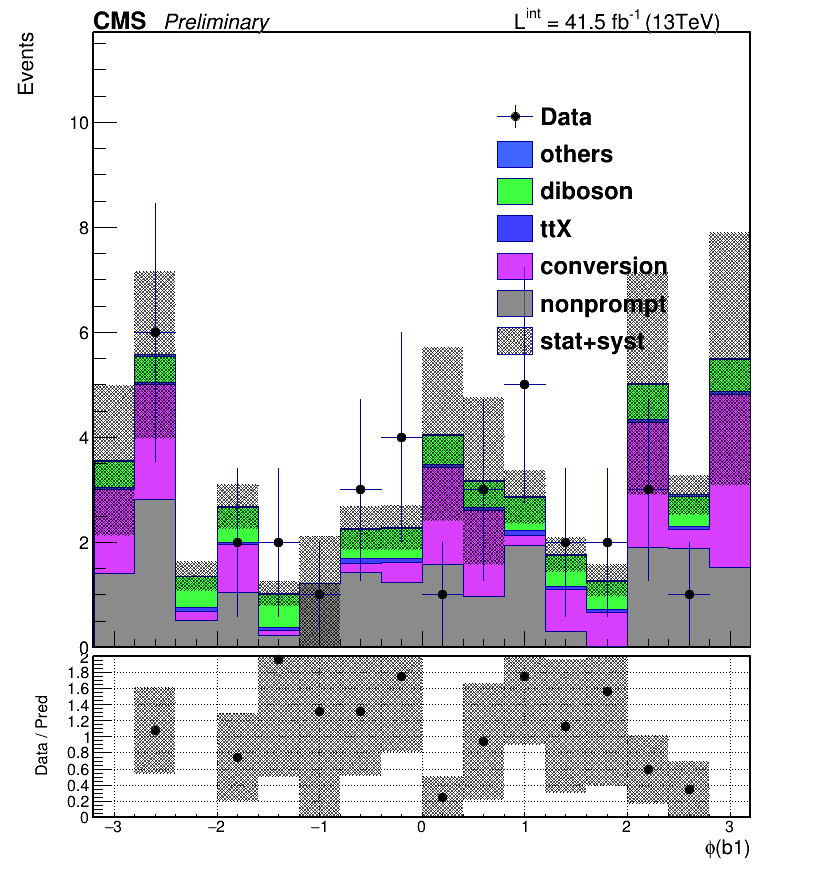 CMS Preliminary L^int = 41.5 fb^-1 (13TeV)
Events
10
8
6
4
2
0
Data
others
diboson
ttX
conversion
nonprompt
stat+syst
Data / Pred
2
1.8
1.6
1.4
1.2
1
0.8
0.6
0.4
0.2
0
−3 −2 −1 0 1 2 3
ϕ(b1)